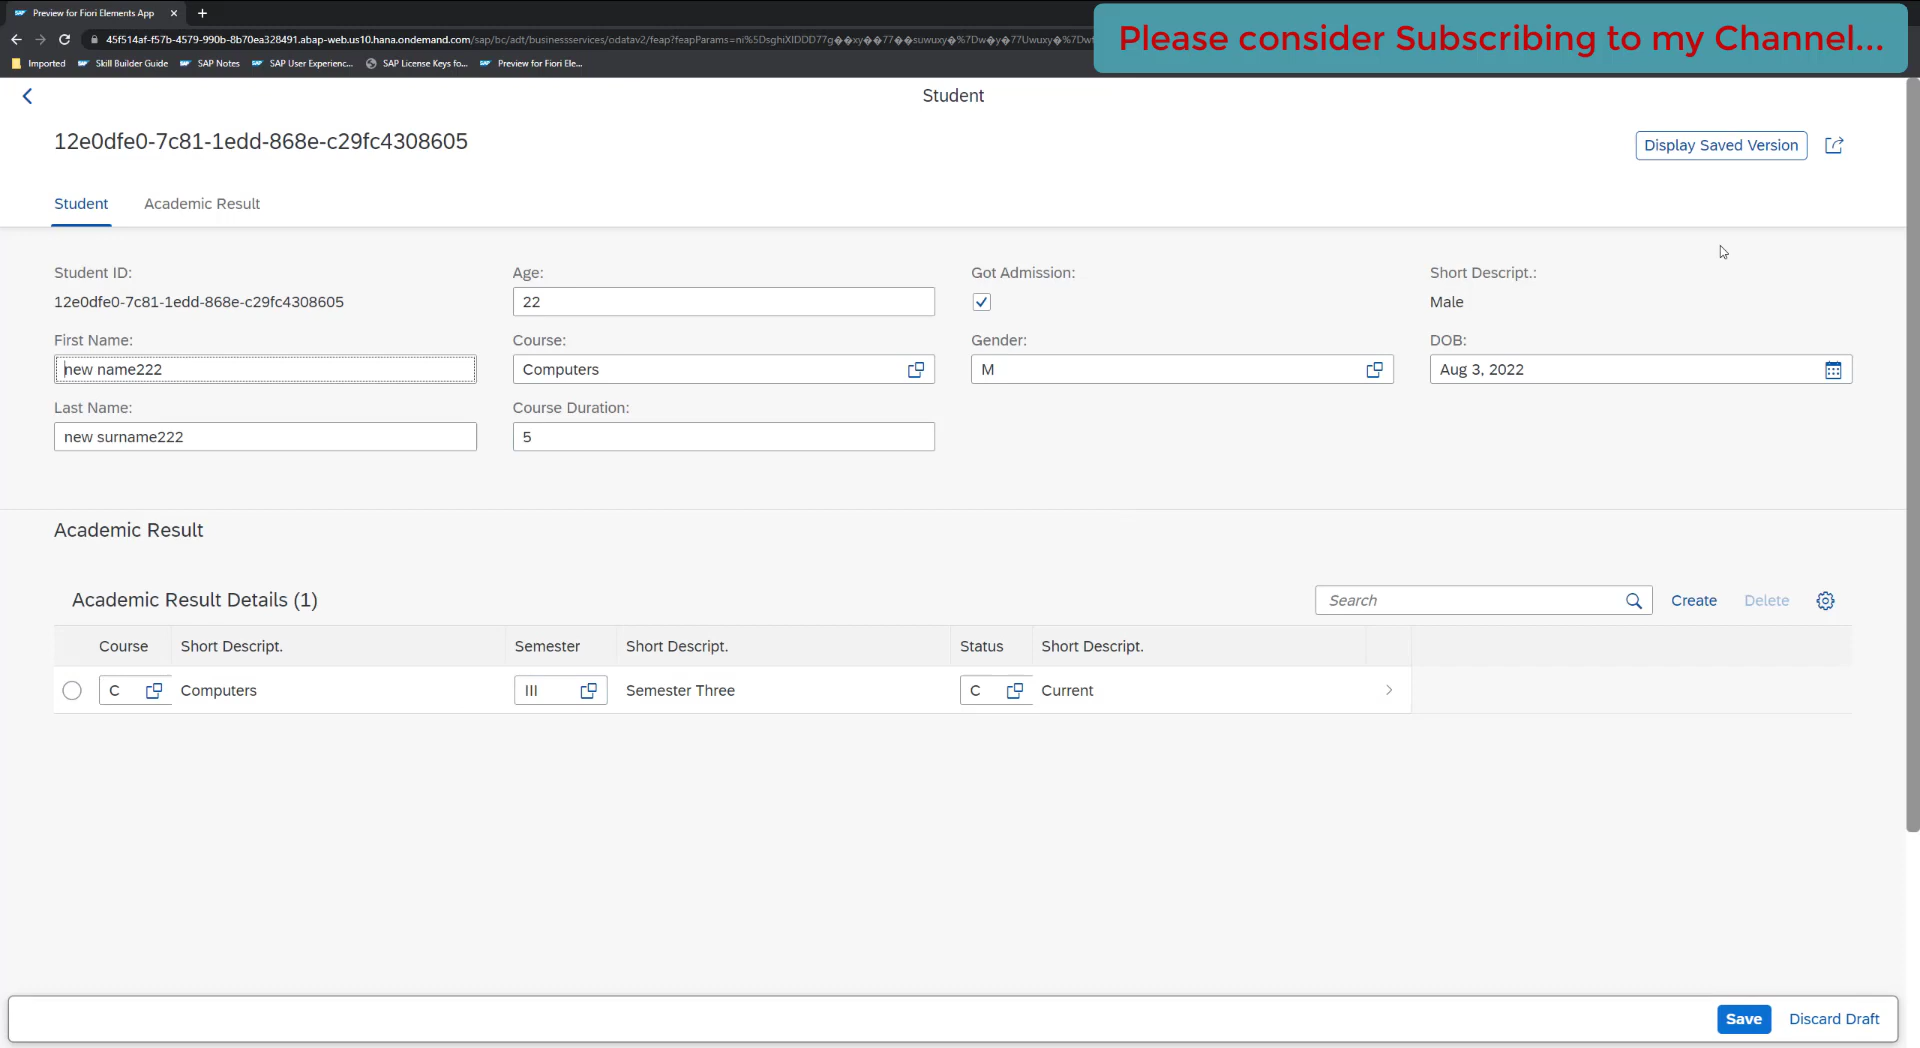 Preview for Fiori Elements App
Please consider Subscribing to my Channel...
45f514af-f57b-4579-990b-8b70ea328491.abap-web.us10.hana.ondemand.com/sap/bc/adt/businessservices/odatav2/feap?feapParams=
Imported Skill Builder Guide SAP Notes SAP User Experienc... SAP License Keys fo... Preview for Fiori Ele...
Student
12e0dfe0-7c81-1edd-868e-c29fc4308605
Display Saved Version
Student Academic Result
Student ID: Age: Got Admission: Short Descript.:
12e0dfe0-7c81-1edd-868e-c29fc4308605 22 Male
First Name: Course: Gender: DOB:
new name222 Computers M Aug 3, 2022
Last Name: Course Duration:
new surname222 5
Academic Result
Academic Result Details (1) Search Create Delete
Course Short Descript. Semester Short Descript. Status Short Descript.
C Computers III Semester Three C Current
Save Discard Draft